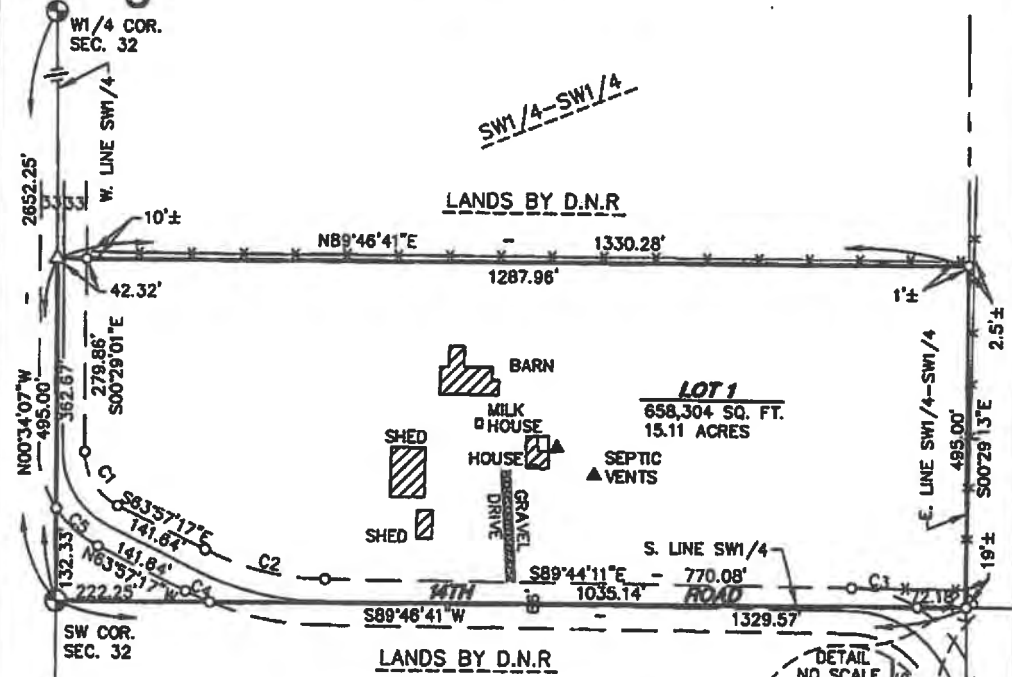 W1/4 COR.
SEC. 32
W. LINE SW1/4
2652.25'
33
33
SW1/4-SW1/4
LANDS BY D.N.R
10'±
N89°46'41"E - 1330.28'
1287.96'
42.32'
1'±
2.5'±
N00°34'07"W - 495.00'
362.67'
279.86'
S00°29'01"E
BARN
LOT 1
658,304 SQ. FT.
15.11 ACRES
MILK
HOUSE
SHED
HOUSE
SEPTIC
VENTS
E. LINE SW1/4-SW1/4
495.00'
S00°29'13"E
C1
S63°57'17"E
141.64'
GRAVEL
DRIVE
SHED
C5
141.84'
N63°57'17"W
C4
C2
S. LINE SW1/4
19'±
132.33'
222.25'
14TH
S89°44'11"E - 770.08'
1035.14'
ROAD
C3
72.18'
66'
S89°46'41"W - 1329.57'
SW COR.
SEC. 32
LANDS BY D.N.R
DETAIL
NO SCALE